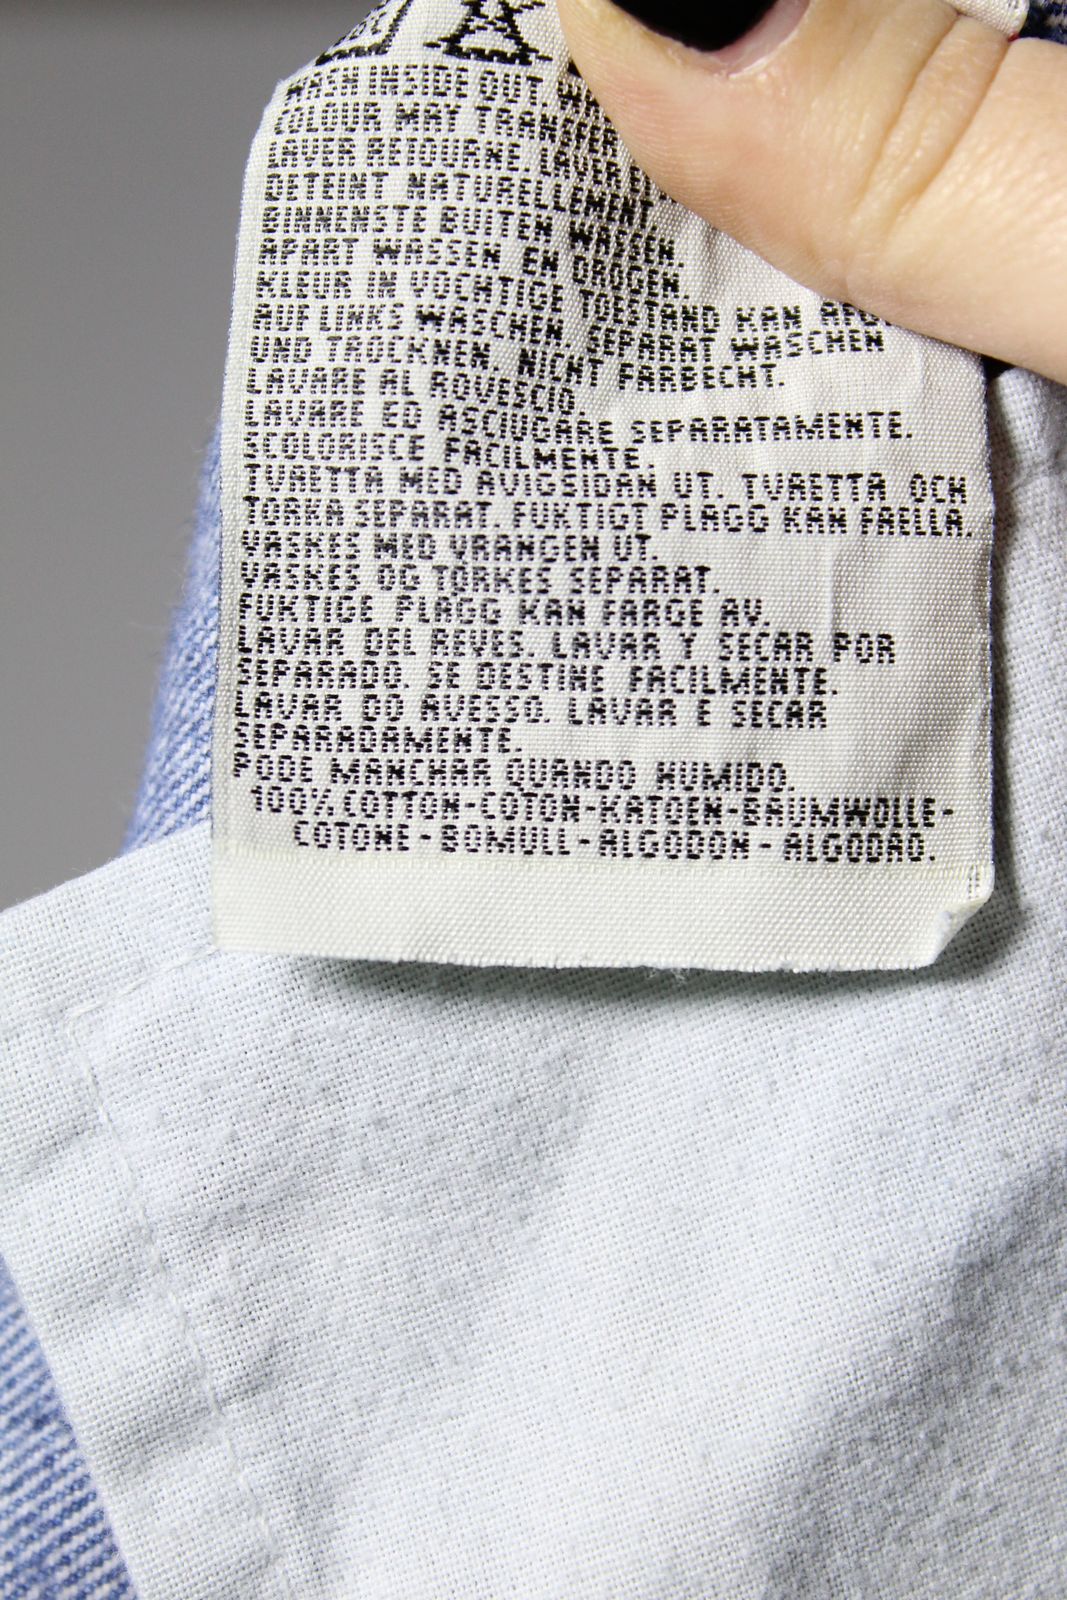 WASH INSIDE OUT.
COLOUR MAY TRANSFER
LAVER RETOURNE LAVER
DETEINT NATURELLEMENT
BINNENSTE BUITEN WASSEN.
APART WASSEN EN DROGEN.
KLEUR IN VOCHTIGE TOESTAND KAN
AUF LINKS WASCHEN. SEPARAT WASCHEN
UND TROCKNEN. NICHT FARBECHT.
LAVARE AL ROVESCIO.
LAVARE ED ASCIUGARE SEPARATAMENTE.
SCOLORISCE FACILMENTE.
TVAETTA MED AVIGSIDAN UT. TVAETTA OCH
TORKA SEPARAT. FUKTIGT PLAGG KAN FAELLA.
VASKES MED VRANGEN UT.
VASKES OG TORKES SEPARAT.
FUKTIGE PLAGG KAN FARGE AV.
LAVAR DEL REVES. LAVAR Y SECAR POR
SEPARADO. SE DESTINE FACILMENTE.
LAVAR DO AVESSO. LAVAR E SECAR
SEPARADAMENTE.
PODE MANCHAR QUANDO HUMIDO.
100% COTTON-COTON-KATOEN-BAUMWOLLE-
COTONE-BOMULL-ALGODON-ALGODAO.